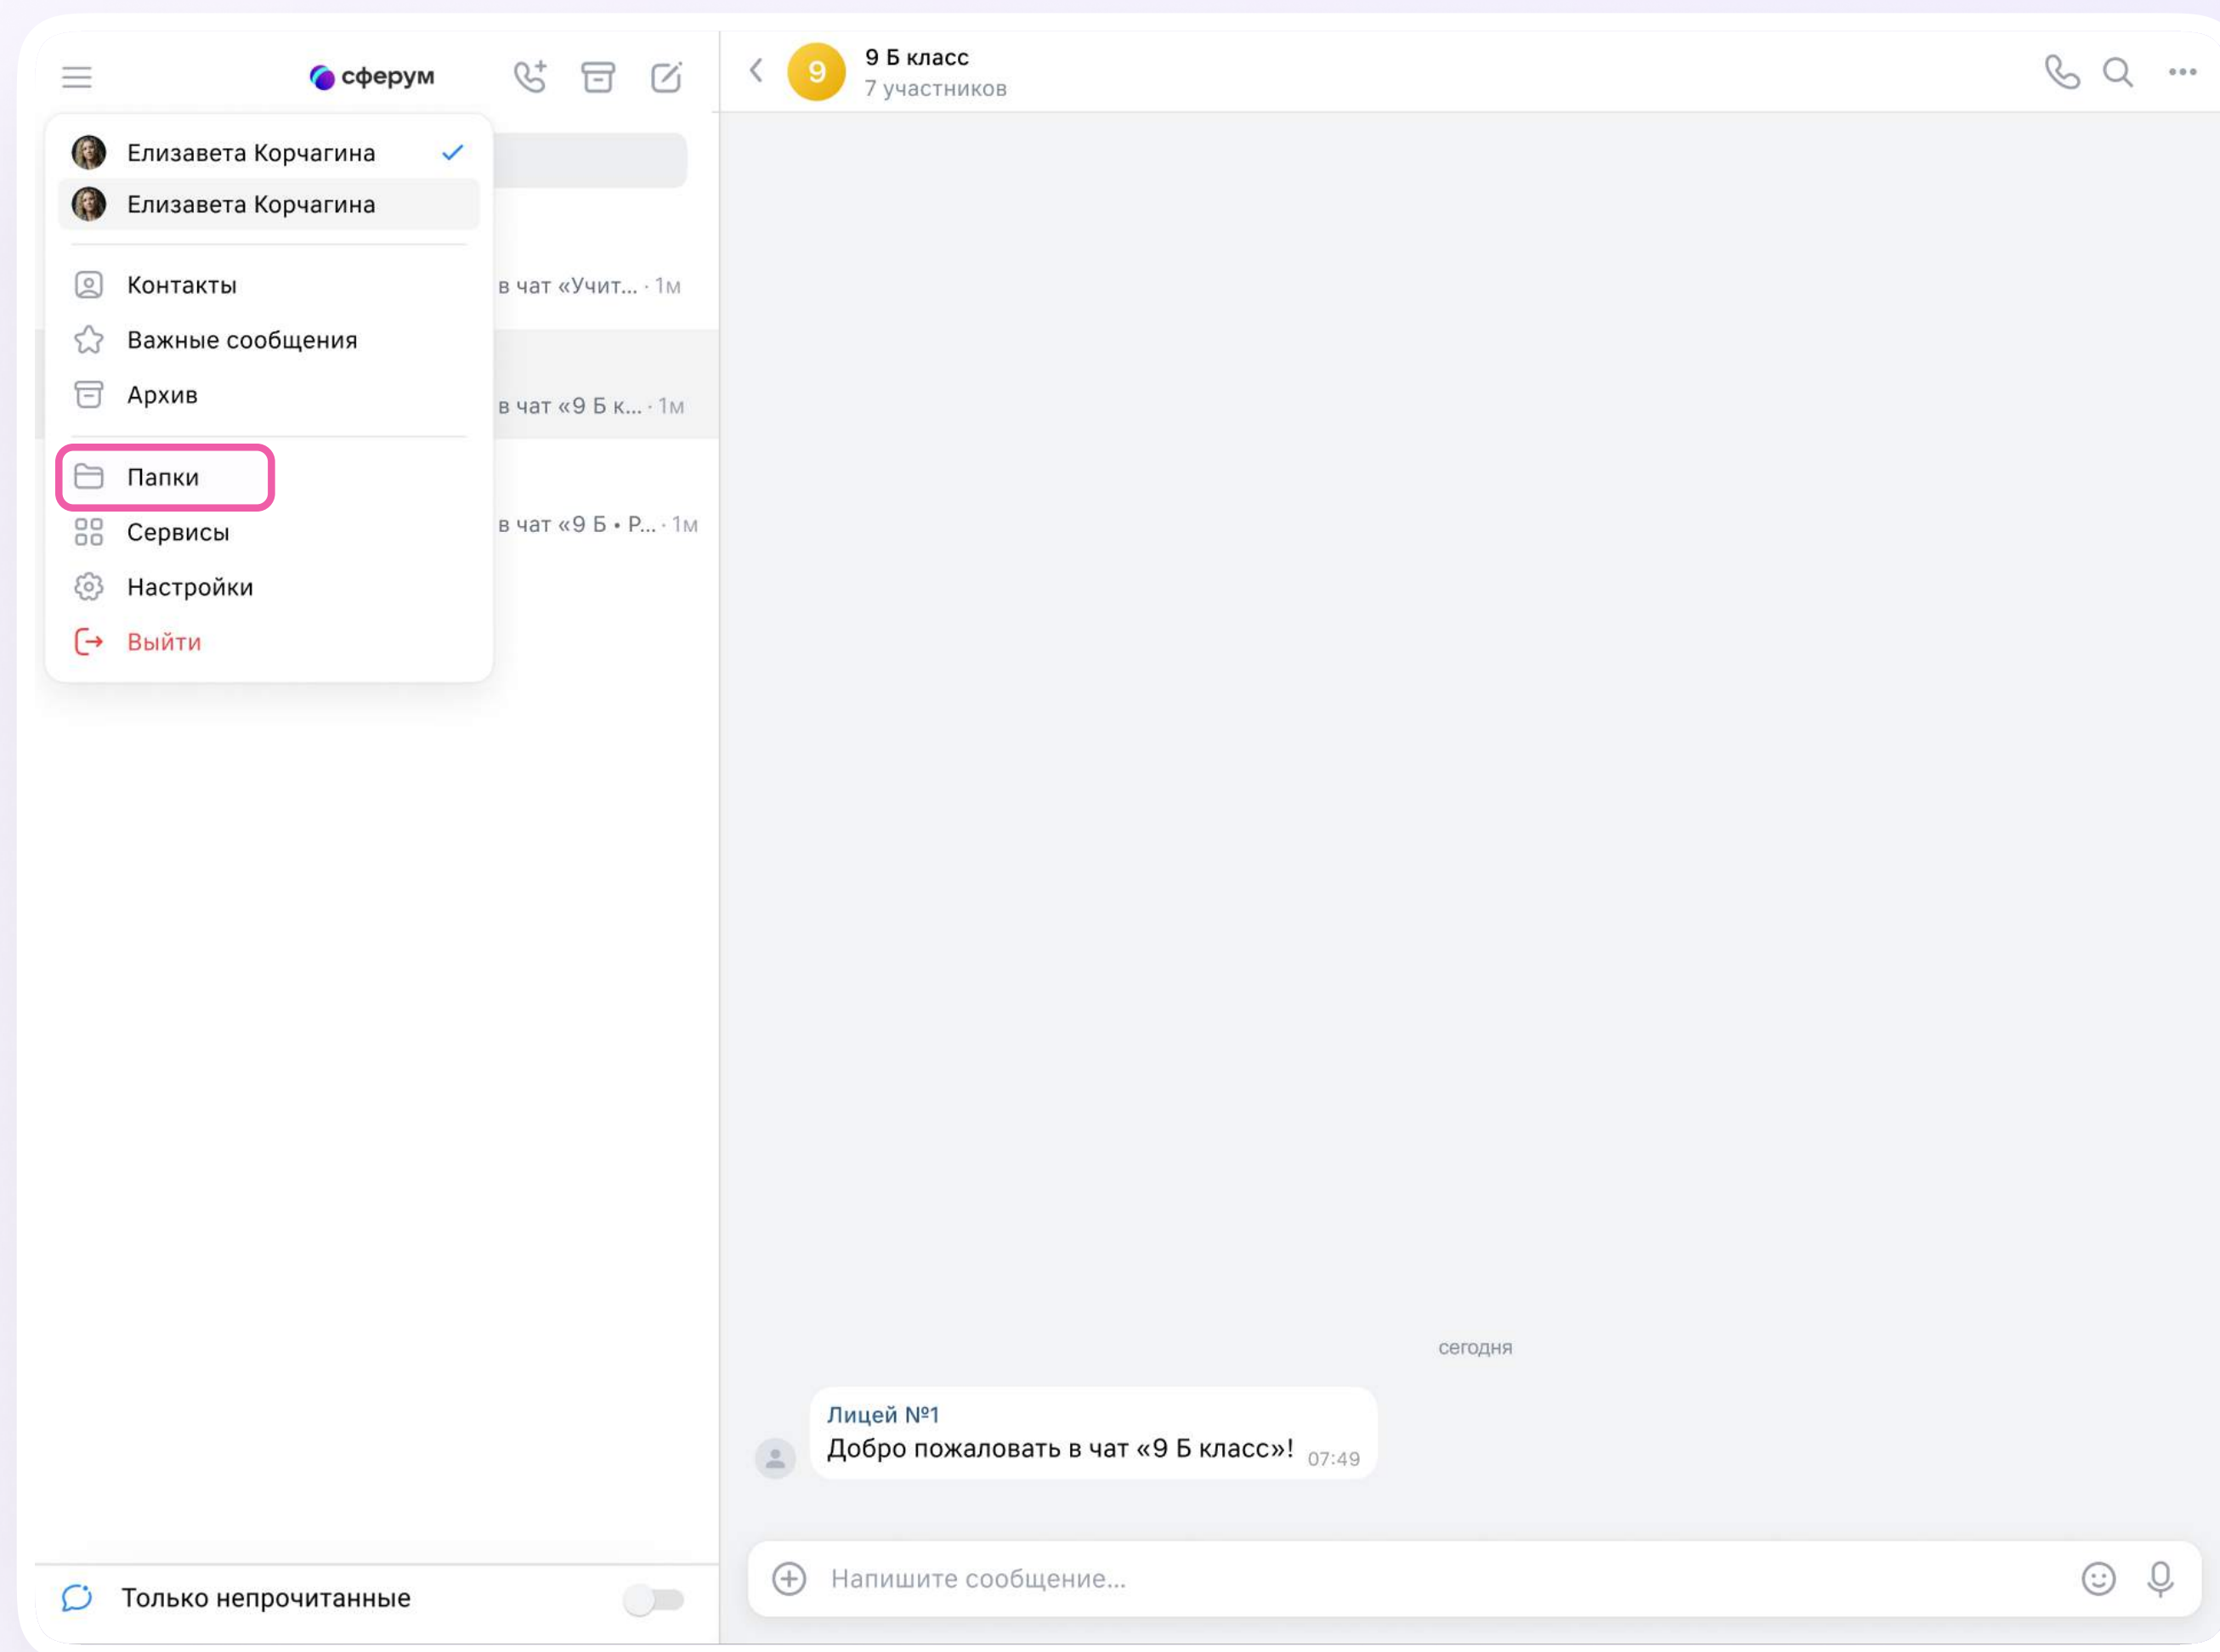 сферум
Елизавета Корчагина
Елизавета Корчагина
Контакты
Важные сообщения
Архив
Папки
Сервисы
Настройки
Выйти
в чат «Учит... · 1м
в чат «9 Б к... · 1м
в чат «9 Б • Р... · 1м
Только непрочитанные
9
9 Б класс
7 участников
сегодня
Лицей №1
Добро пожаловать в чат «9 Б класс»! 07:49
Напишите сообщение...